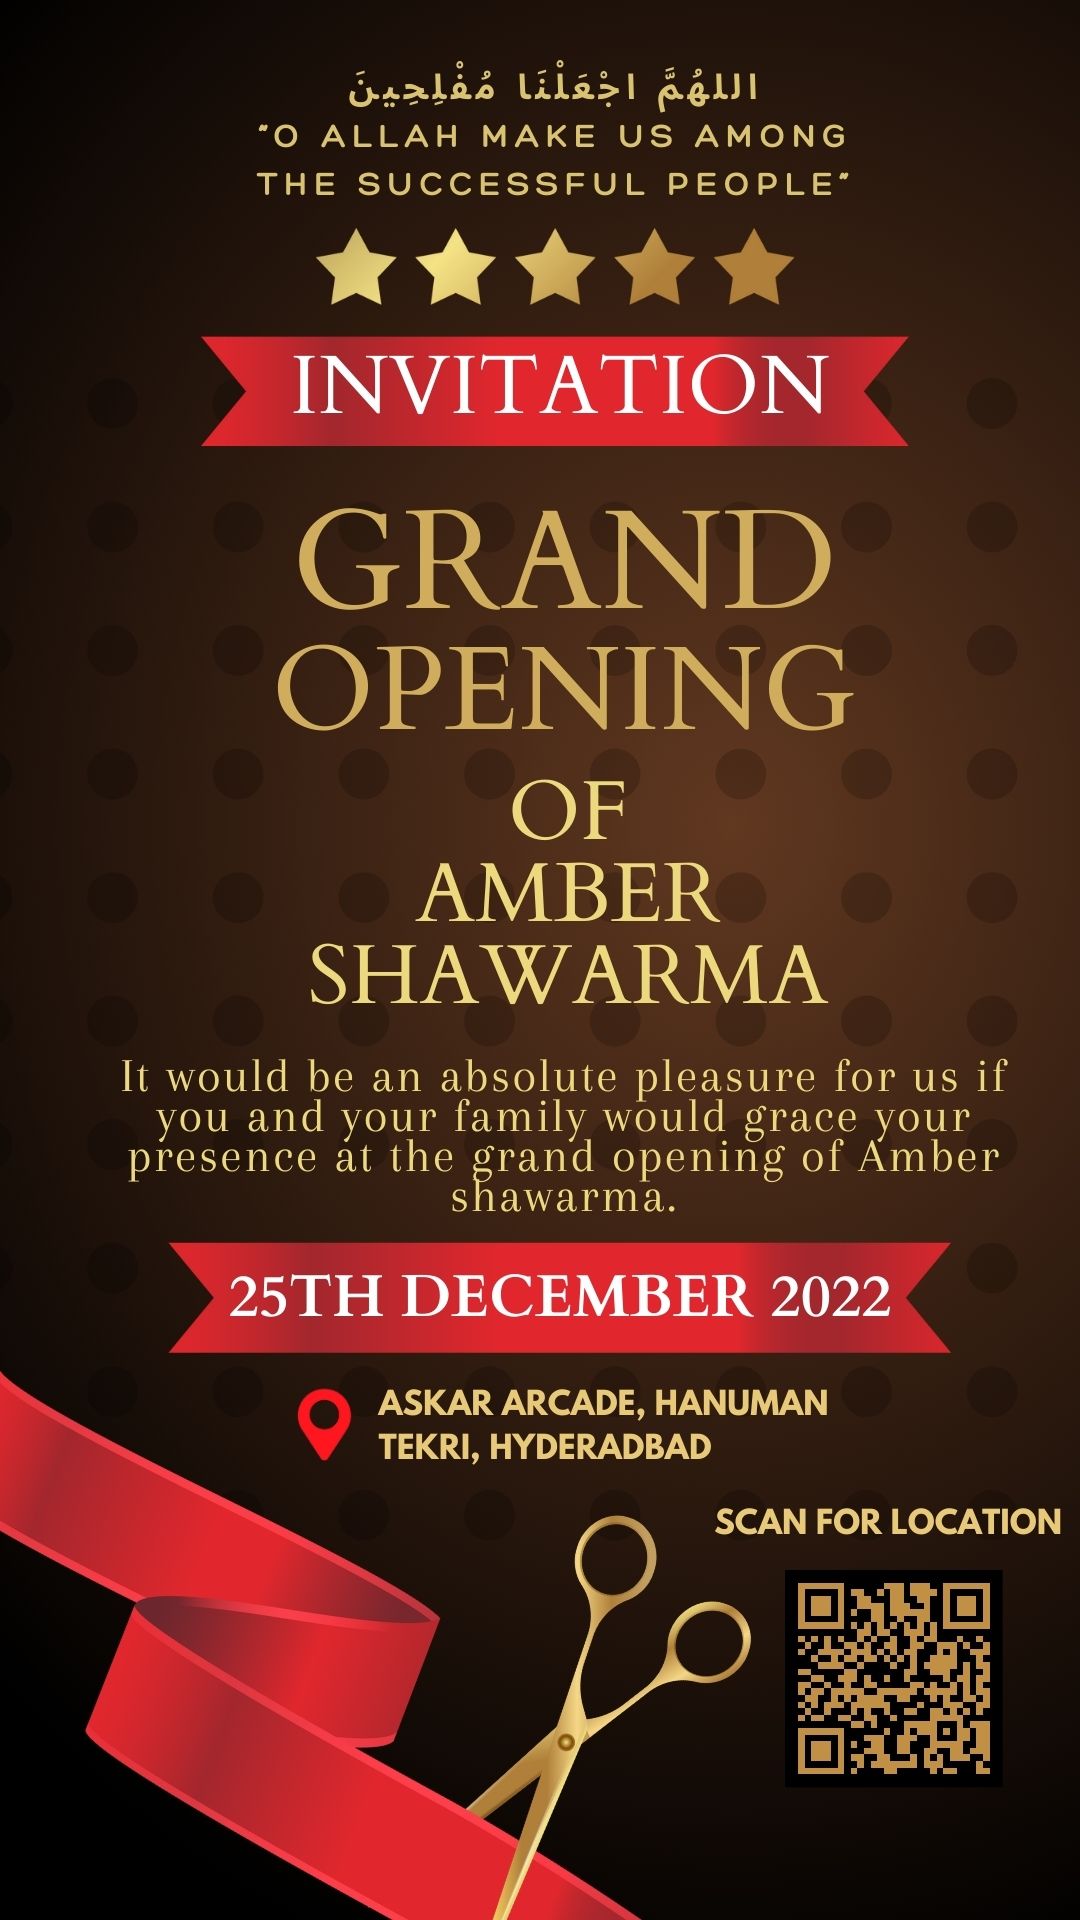 اللهُمَّ اجْعَلْنَا مُفْلِحِينَ
"O ALLAH MAKE US AMONG
THE SUCCESSFUL PEOPLE"
INVITATION
GRAND
OPENING
OF
AMBER
SHAWARMA
It would be an absolute pleasure for us if
you and your family would grace your
presence at the grand opening of Amber
shawarma.
25TH DECEMBER 2022
ASKAR ARCADE, HANUMAN
TEKRI, HYDERADBAD
SCAN FOR LOCATION